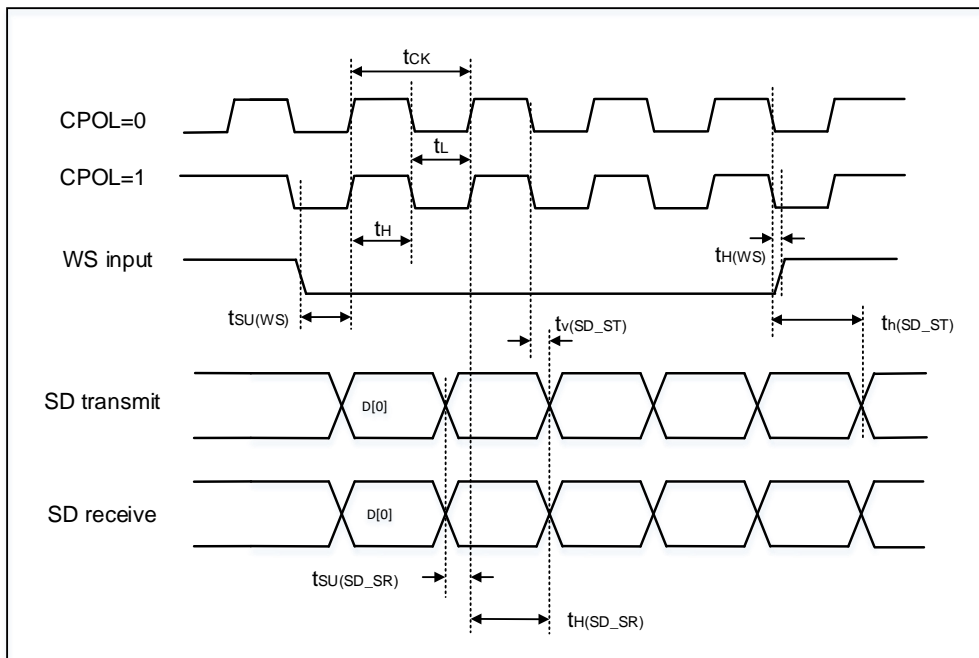 tCK
CPOL=0
tL
CPOL=1
tH
WS input
tH(WS)
tSU(WS)
tv(SD_ST)
th(SD_ST)
SD transmit
D[0]
SD receive
D[0]
tSU(SD_SR)
tH(SD_SR)